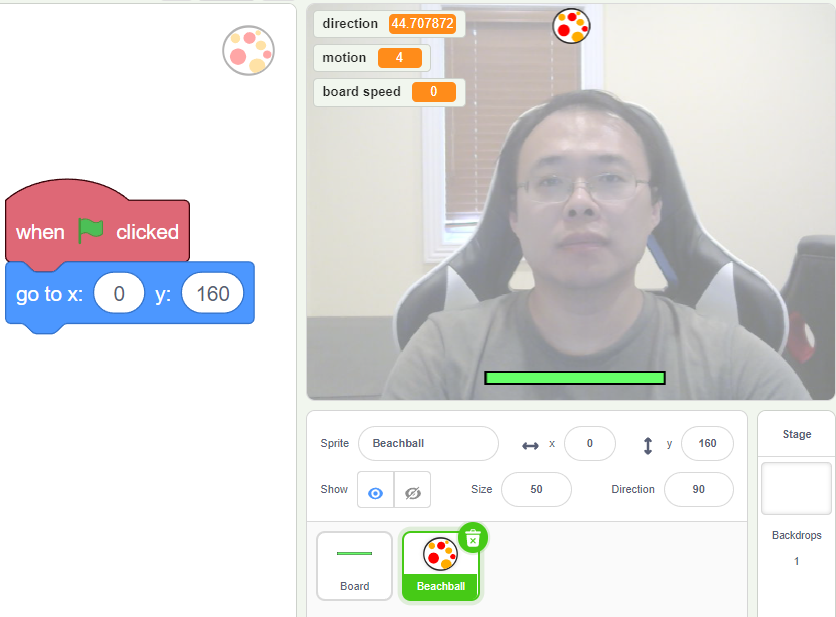 when clicked
go to x: 0 y: 160
direction 44.707872
motion 4
board speed 0
Sprite Beachball x 0 y 160
Show Size 50 Direction 90
Board
Beachball
Stage
Backdrops
1